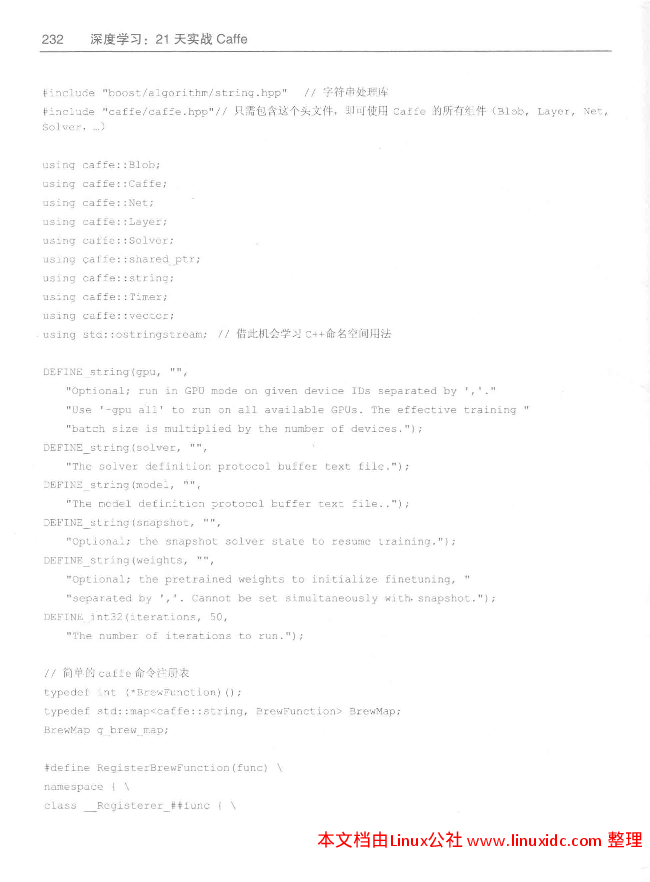 232 深度学习：21 天实战 Caffe
#include "boost/algorithm/string.hpp" // 字符串处理库
#include "caffe/caffe.hpp"// 只需包含这个头文件，即可使用 Caffe 的所有组件（Blob, Layer, Net,
Solver, …）
using caffe::Blob;
using caffe::Caffe;
using caffe::Net;
using caffe::Layer;
using caffe::Solver;
using caffe::shared_ptr;
using caffe::string;
using caffe::Timer;
using caffe::vector;
using std::ostringstream; // 借此机会学习 C++命名空间用法
DEFINE_string(gpu, "",
"Optional; run in GPU mode on given device IDs separated by ','."
"Use '-gpu all' to run on all available GPUs. The effective training "
"batch size is multiplied by the number of devices.");
DEFINE_string(solver, "",
"The solver definition protocol buffer text file.");
DEFINE_string(model, "",
"The model definition protocol buffer text file..");
DEFINE_string(snapshot, "",
"Optional; the snapshot solver state to resume training.");
DEFINE_string(weights, "",
"Optional; the pretrained weights to initialize finetuning, "
"separated by ','. Cannot be set simultaneously with snapshot.");
DEFINE_int32(iterations, 50,
"The number of iterations to run.");
// 简单的 caffe 命令注册表
typedef int (*BrewFunction)();
typedef std::map<caffe::string, BrewFunction> BrewMap;
BrewMap g_brew_map;
#define RegisterBrewFunction(func) \
namespace { \
class __Registerer_##func { \
本文档由Linux公社 www.linuxidc.com 整理